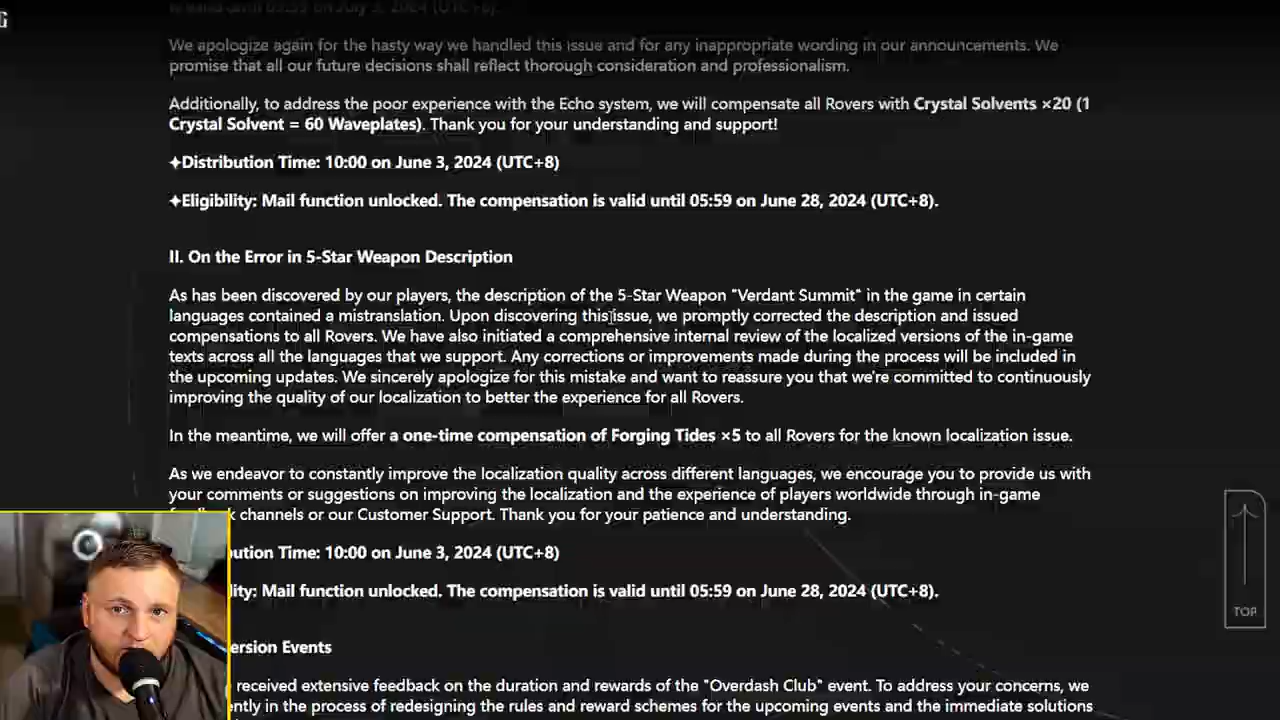 is valid until 05:59 on July 3, 2024 (UTC+8).
We apologize again for the hasty way we handled this issue and for any inappropriate wording in our announcements. We
promise that all our future decisions shall reflect thorough consideration and professionalism.
Additionally, to address the poor experience with the Echo system, we will compensate all Rovers with Crystal Solvents ×20 (1
Crystal Solvent = 60 Waveplates). Thank you for your understanding and support!
✦Distribution Time: 10:00 on June 3, 2024 (UTC+8)
✦Eligibility: Mail function unlocked. The compensation is valid until 05:59 on June 28, 2024 (UTC+8).
II. On the Error in 5-Star Weapon Description
As has been discovered by our players, the description of the 5-Star Weapon "Verdant Summit" in the game in certain
languages contained a mistranslation. Upon discovering this issue, we promptly corrected the description and issued
compensations to all Rovers. We have also initiated a comprehensive internal review of the localized versions of the in-game
texts across all the languages that we support. Any corrections or improvements made during the process will be included in
the upcoming updates. We sincerely apologize for this mistake and want to reassure you that we're committed to continuously
improving the quality of our localization to better the experience for all Rovers.
In the meantime, we will offer a one-time compensation of Forging Tides ×5 to all Rovers for the known localization issue.
As we endeavor to constantly improve the localization quality across different languages, we encourage you to provide us with
your comments or suggestions on improving the localization and the experience of players worldwide through in-game
channels or our Customer Support. Thank you for your patience and understanding.
ution Time: 10:00 on June 3, 2024 (UTC+8)
lity: Mail function unlocked. The compensation is valid until 05:59 on June 28, 2024 (UTC+8).
TOP
ersion Events
received extensive feedback on the duration and rewards of the "Overdash Club" event. To address your concerns, we
ently in the process of redesigning the rules and reward schemes for the upcoming events and the immediate solutions